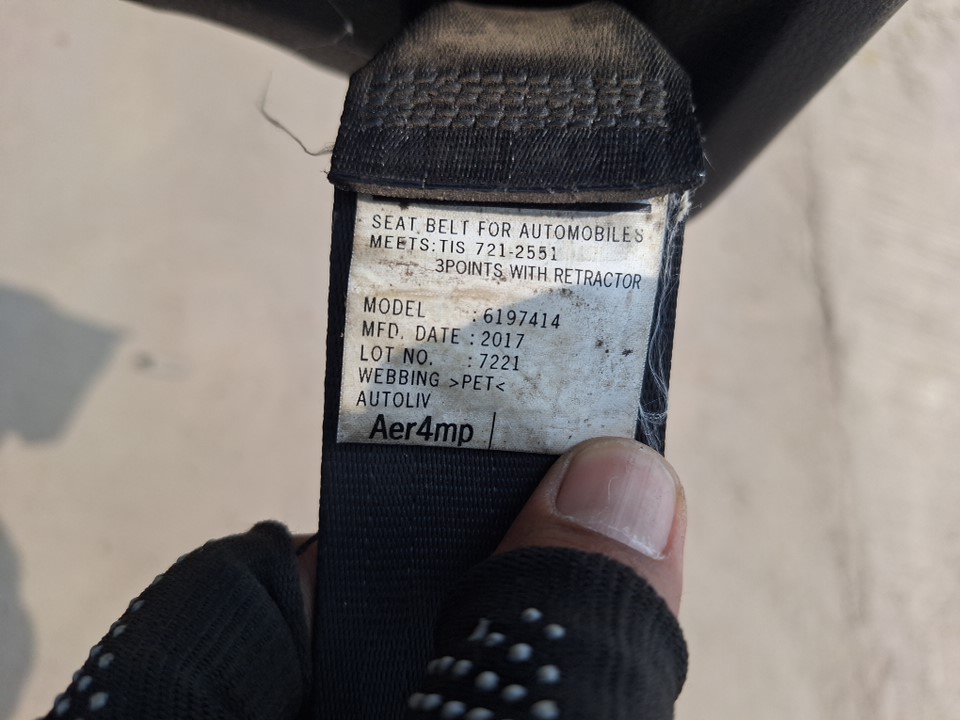 SEAT BELT FOR AUTOMOBILES
MEETS:TIS 721-2551
3POINTS WITH RETRACTOR
MODEL : 6197414
MFD. DATE : 2017
LOT NO. : 7221
WEBBING >PET<
AUTOLIV
Aer4mp